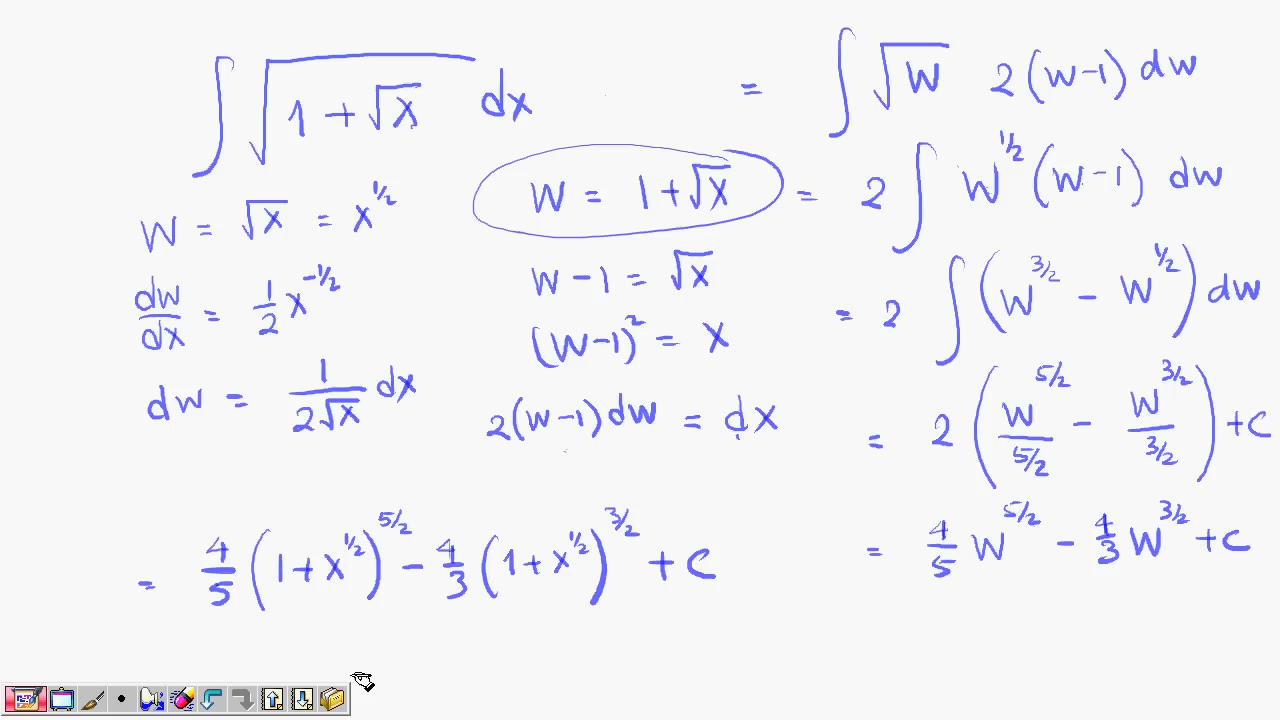 ∫ √(1 + √x) dx
W = √x = x^(1/2)
dw/dx = 1/2 x^(-1/2)
dw = 1/(2√x) dx
W = 1 + √x
W - 1 = √x
(W - 1)^2 = x
2(W - 1) dw = dx
= ∫ √W 2(W - 1) dw
= 2 ∫ W^(1/2) (W - 1) dw
= 2 ∫ (W^(3/2) - W^(1/2)) dw
= 2 (W^(5/2)/(5/2) - W^(3/2)/(3/2)) + C
= 4/5 W^(5/2) - 4/3 W^(3/2) + C
= 4/5 (1 + x^(1/2))^(5/2) - 4/3 (1 + x^(1/2))^(3/2) + C